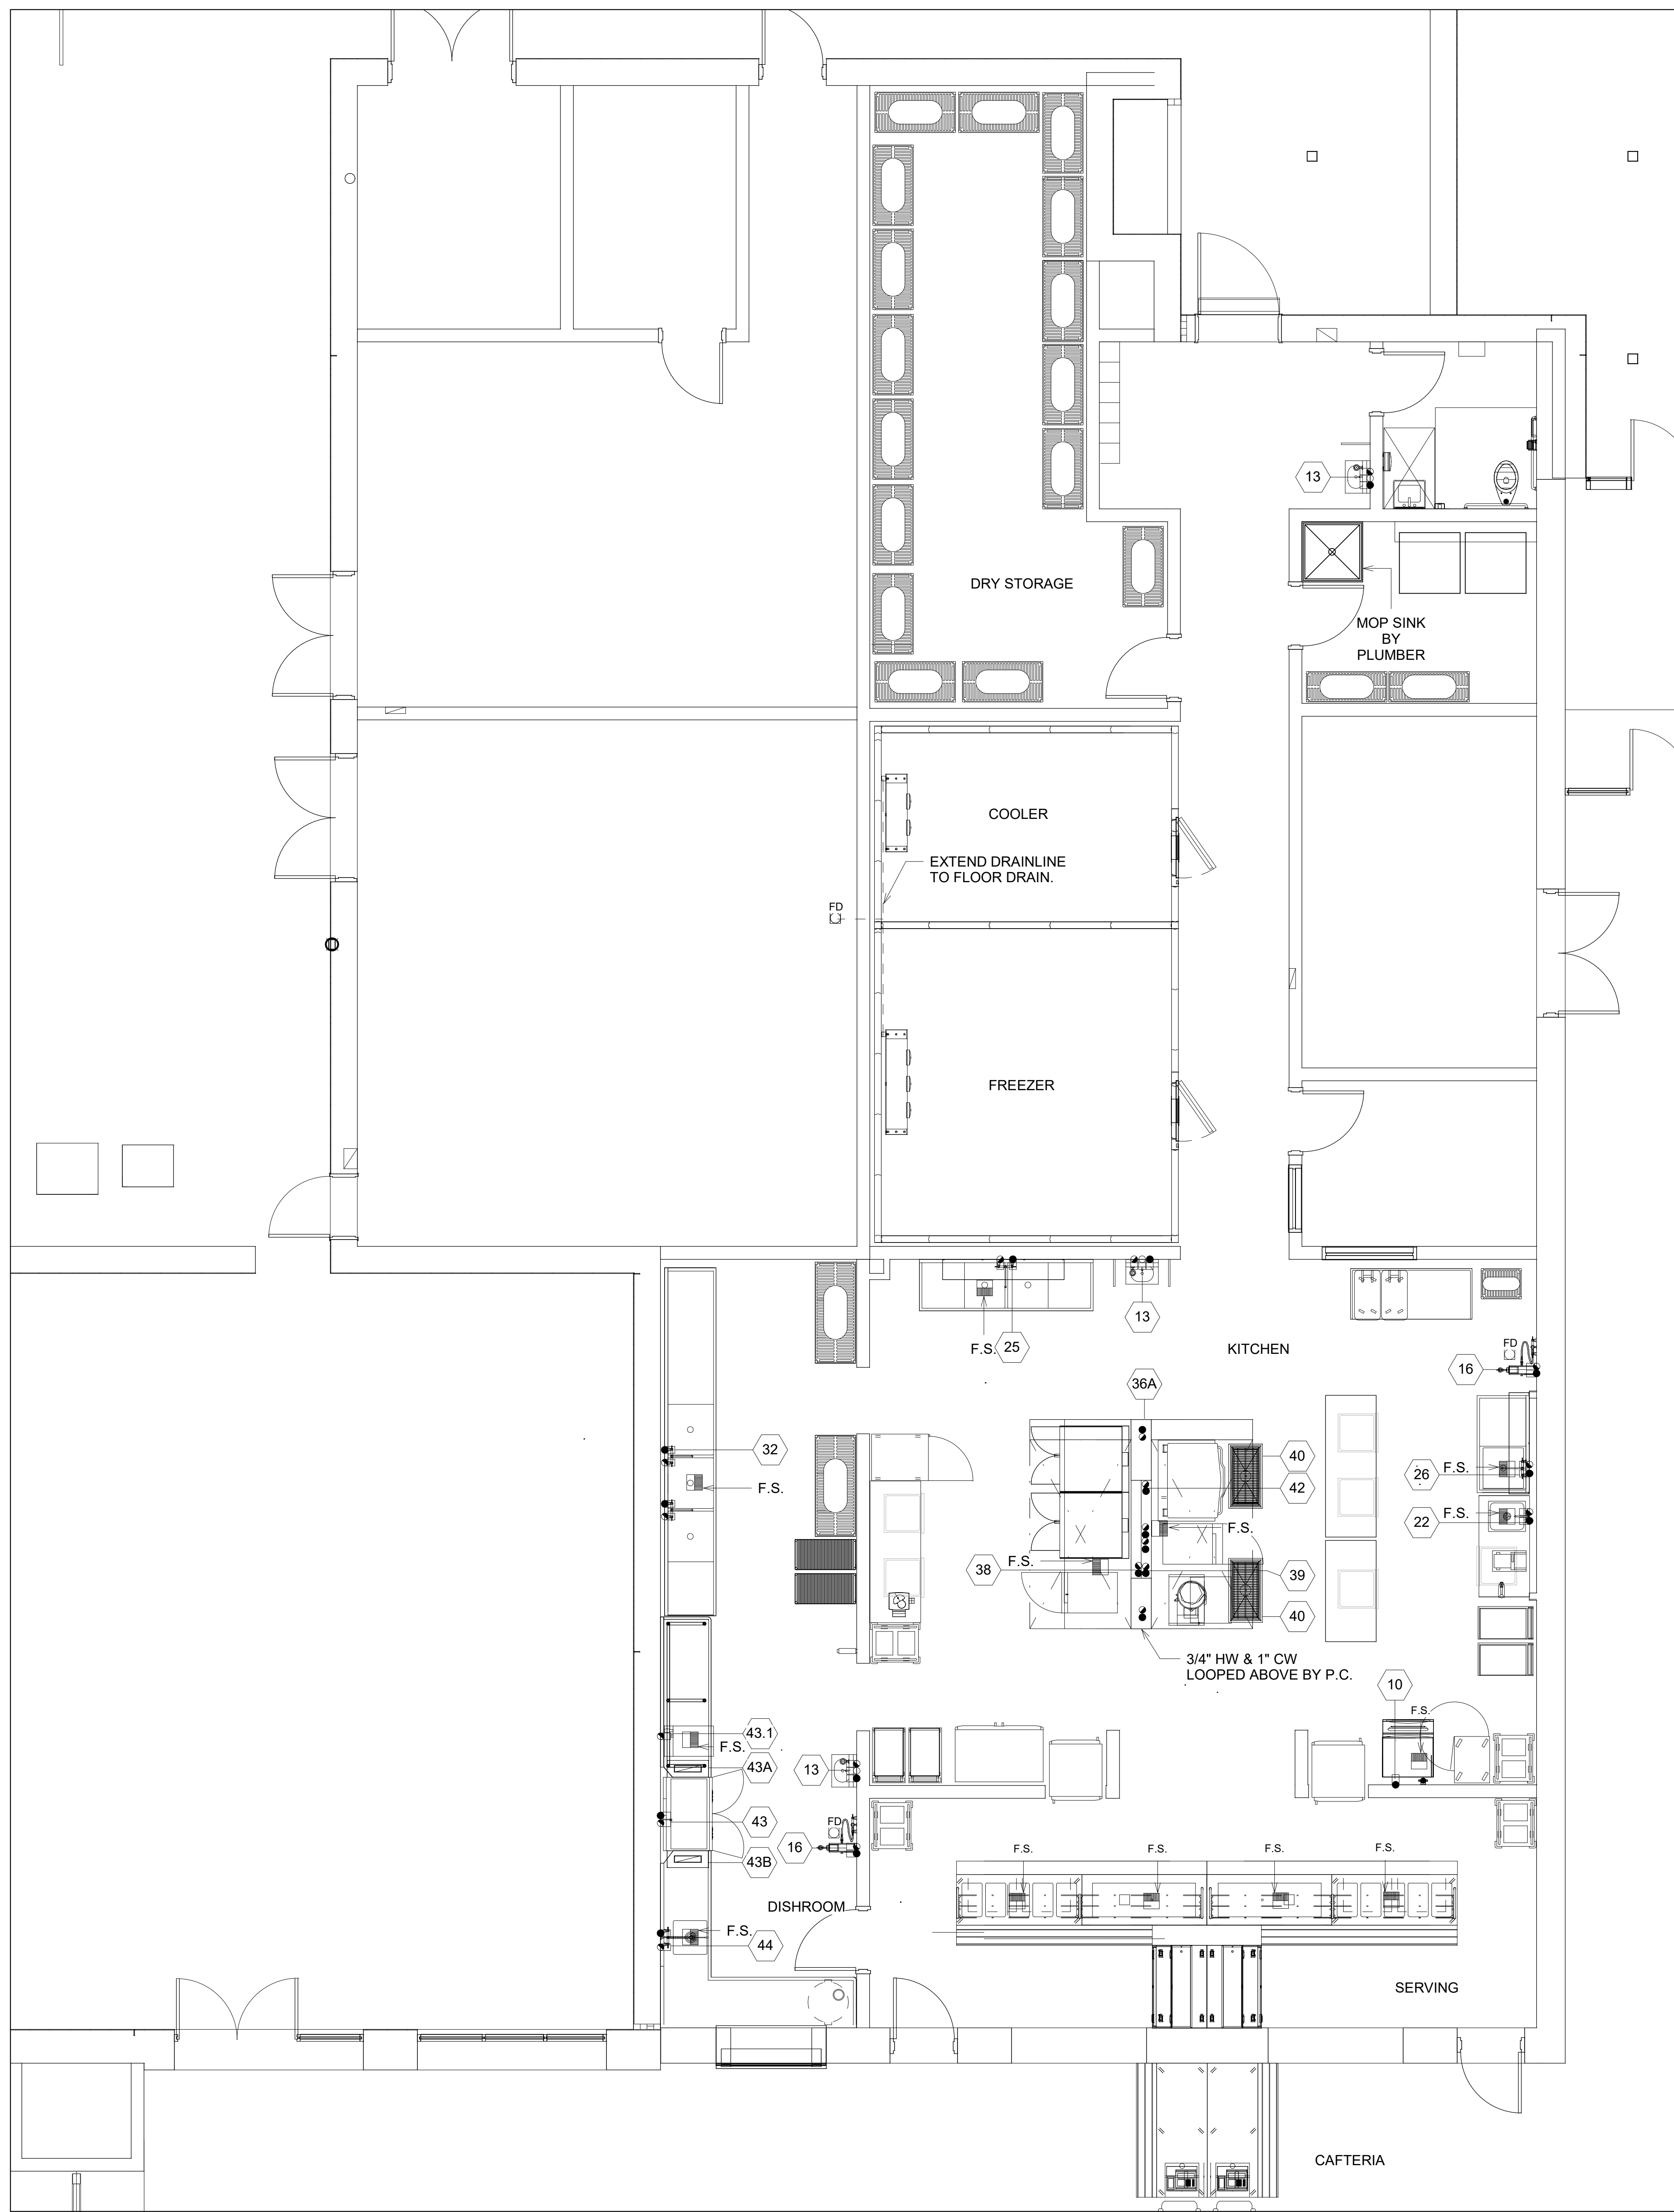 13
DRY STORAGE
MOP SINK
BY
PLUMBER
COOLER
EXTEND DRAINLINE
TO FLOOR DRAIN.
FD
FREEZER
13
F.S.
25
KITCHEN
FD
16
36A
32
F.S.
40
42
F.S.
F.S.
38
39
40
26
F.S.
F.S.
22
3/4" HW & 1" CW
LOOPED ABOVE BY P.C.
10
F.S.
43.1
F.S.
43A
13
43
FD
16
43B
F.S.
F.S.
F.S.
F.S.
DISHROOM
F.S.
44
SERVING
CAFTERIA